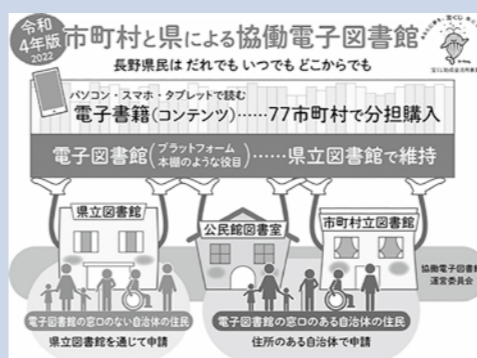 令和
4年版
2022
市町村と県による協働電子図書館
長野県民は だれでも いつでも どこからでも
パソコン・スマホ・タブレットで読む
電子書籍(コンテンツ)……77市町村で分担購入
電子図書館(プラットフォーム
本棚のような役目)……県立図書館で維持
県立図書館
公民館図書室
市町村立図書館
協働電子図書館
運営委員会
電子図書館の窓口のない自治体の住民
県立図書館を通じて申請
電子図書館の窓口のある自治体の住民
住所のある自治体で申請